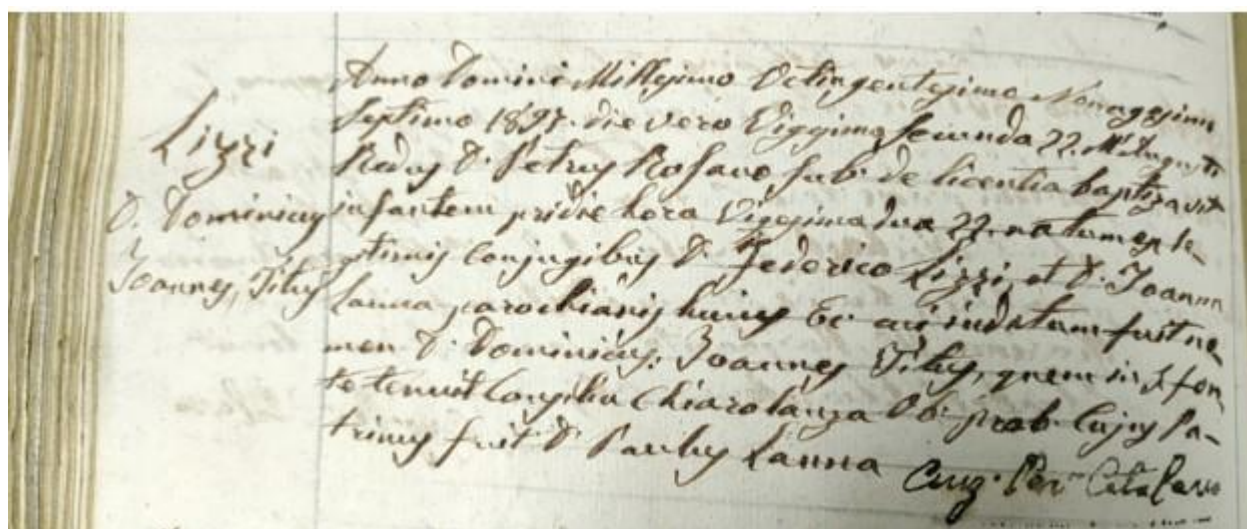 Lizzi
D. Dominicus
Joannes, Titus
Anno Domini Millesimo Octingentesimo Nonagesimo
Septimo 1897. die vero Vigesima secunda 22. M. Augusti
Redus D. Petrus Rofano sub. de licentia baptizavit
infantem pridie hora Vigesima dua 22. natum ex le-
gitimis Conjugibus D. Federico Lizzi, et D. Joanna
Lanna parochianis hujus Ec. cui inditum fuit no-
men D. Dominicus, Joannes Titus, quem in S. fon-
te tenuit Consilia Chiarolanza Ob. prob. Cujus Pa-
trinus fuit D. Paulus Lanna